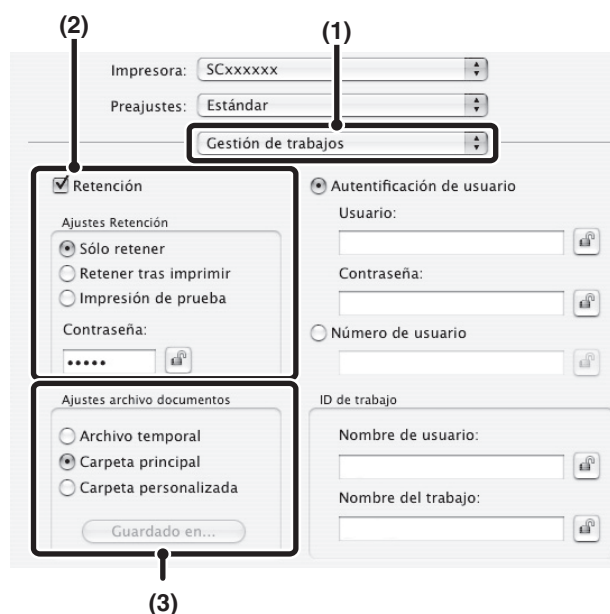 (2)
(1)
Impresora: SCxxxxxx
Preajustes: Estándar
Gestión de trabajos
Retención
Ajustes Retención
Sólo retener
Retener tras imprimir
Impresión de prueba
Contraseña:
•••••
Autentificación de usuario
Usuario:
Contraseña:
Número de usuario
Ajustes archivo documentos
Archivo temporal
Carpeta principal
Carpeta personalizada
Guardado en...
ID de trabajo
Nombre de usuario:
Nombre del trabajo:
(3)